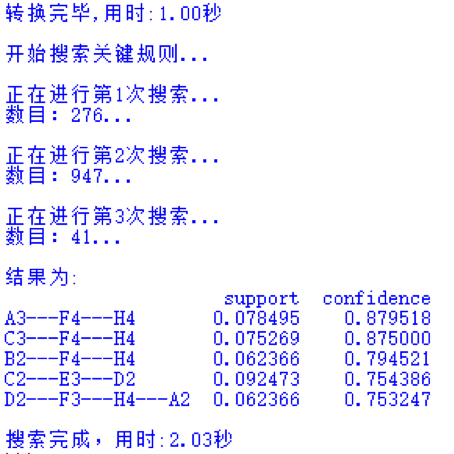 转换完毕,用时:1.00秒
开始搜索关键规则...
正在进行第1次搜索...
数目: 276...
正在进行第2次搜索...
数目: 947...
正在进行第3次搜索...
数目: 41...
结果为:
support confidence
A3---F4---H4 0.078495 0.879518
C3---F4---H4 0.075269 0.875000
B2---F4---H4 0.062366 0.794521
C2---E3---D2 0.092473 0.754386
D2---F3---H4---A2 0.062366 0.753247
搜索完成，用时:2.03秒